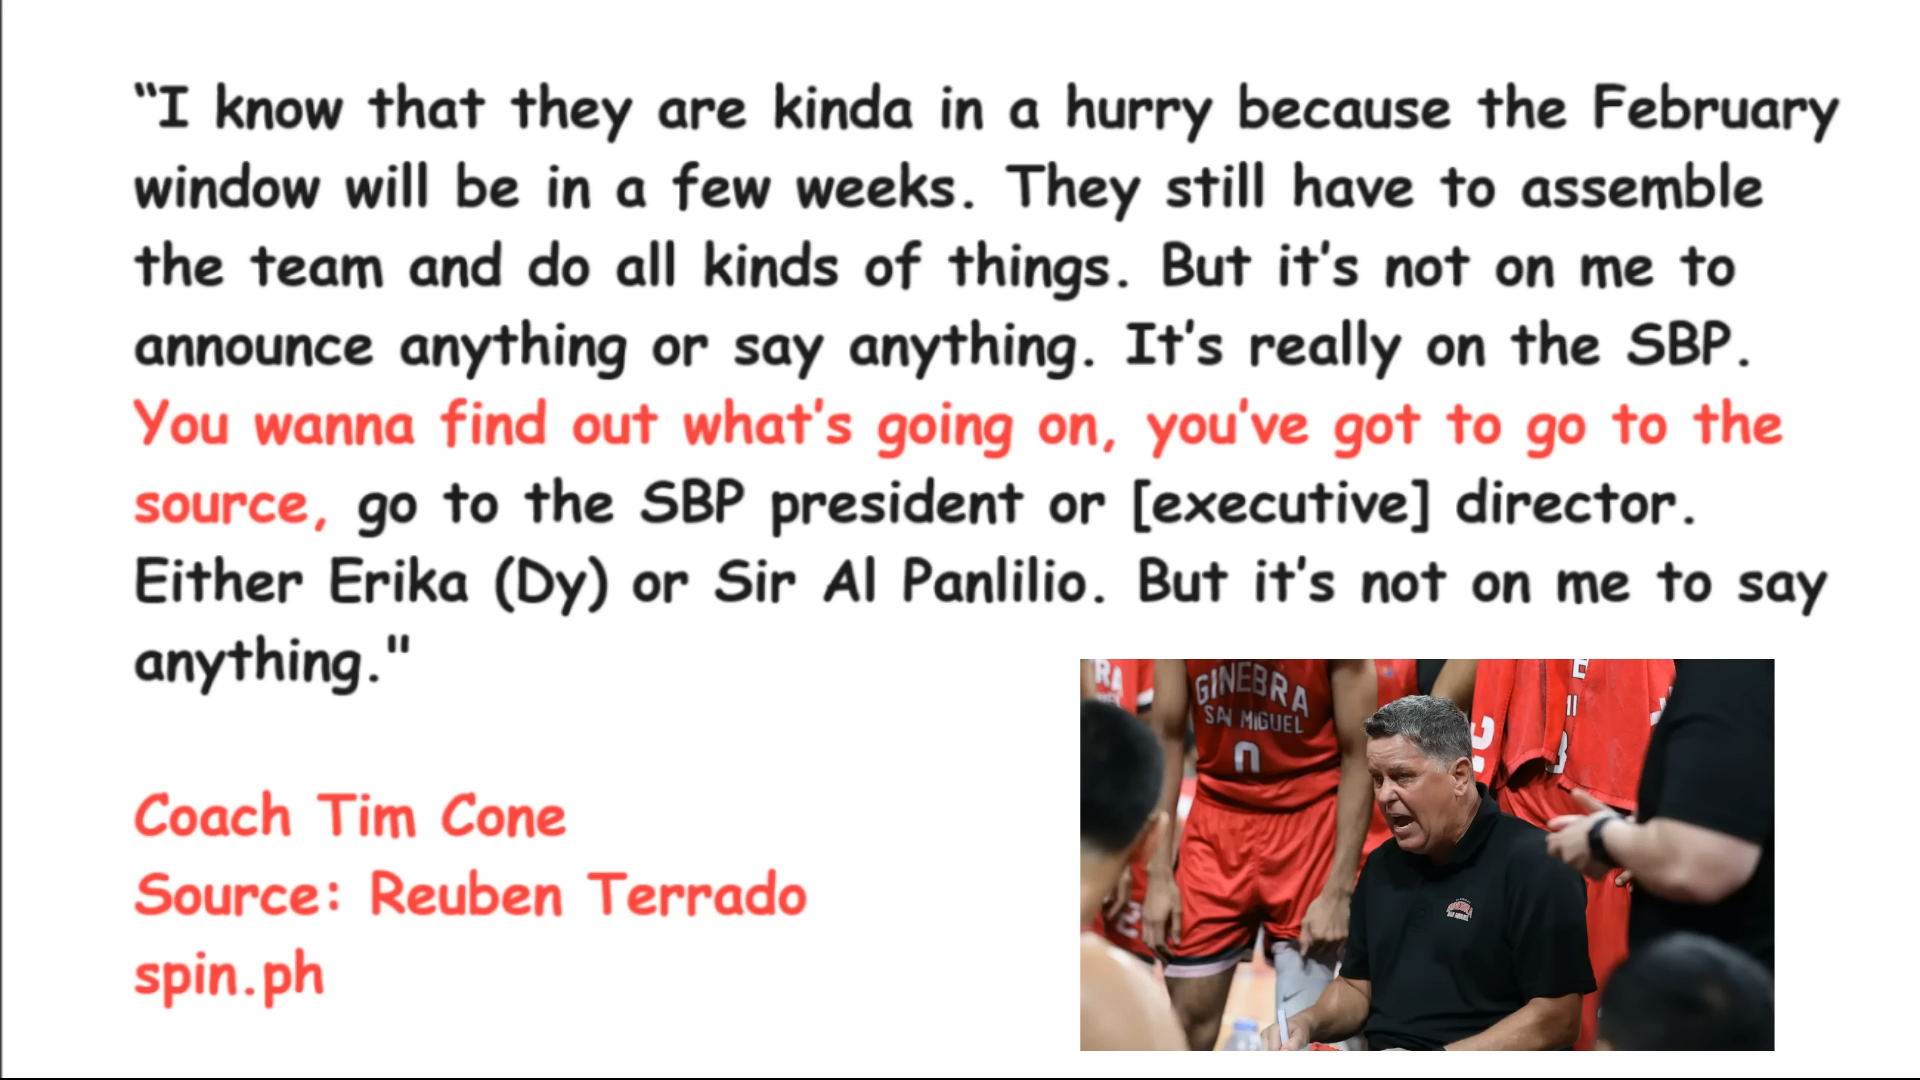 “I know that they are kinda in a hurry because the February
window will be in a few weeks. They still have to assemble
the team and do all kinds of things. But it’s not on me to
announce anything or say anything. It’s really on the SBP.
You wanna find out what’s going on, you’ve got to go to the
source, go to the SBP president or [executive] director.
Either Erika (Dy) or Sir Al Panlilio. But it’s not on me to say
anything."
Coach Tim Cone
Source: Reuben Terrado
spin.ph
GINEBRA
SAN MIGUEL
0